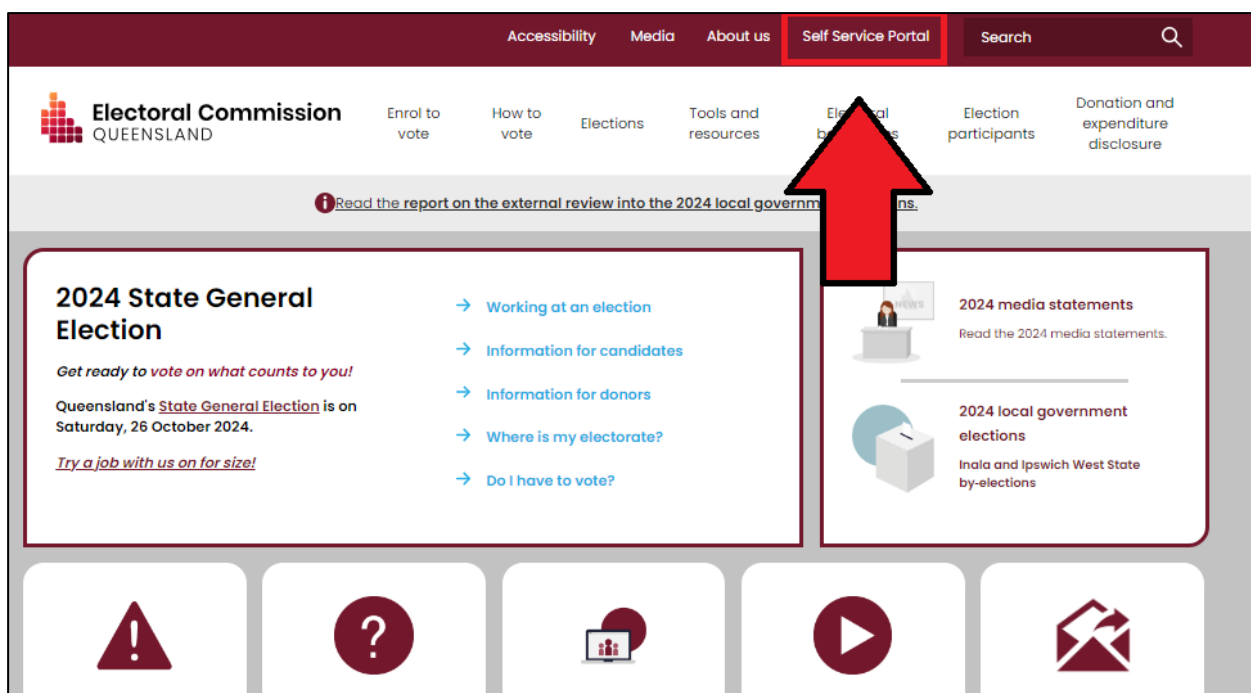 Accessibility Media About us Self Service Portal Search
Electoral Commission
QUEENSLAND
Enrol to
vote
How to
vote
Elections
Tools and
resources
Election
participants
Donation and
expenditure
disclosure
Read the report on the external review into the 2024 local
2024 State General
Election
Get ready to vote on what counts to you!
Queensland's State General Election is on
Saturday, 26 October 2024.
Try a job with us on for size!
→ Working at an election
→ Information for candidates
→ Information for donors
→ Where is my electorate?
→ Do I have to vote?
NEWS
2024 media statements
Read the 2024 media statements.
2024 local government
elections
Inala and Ipswich West State
by-elections